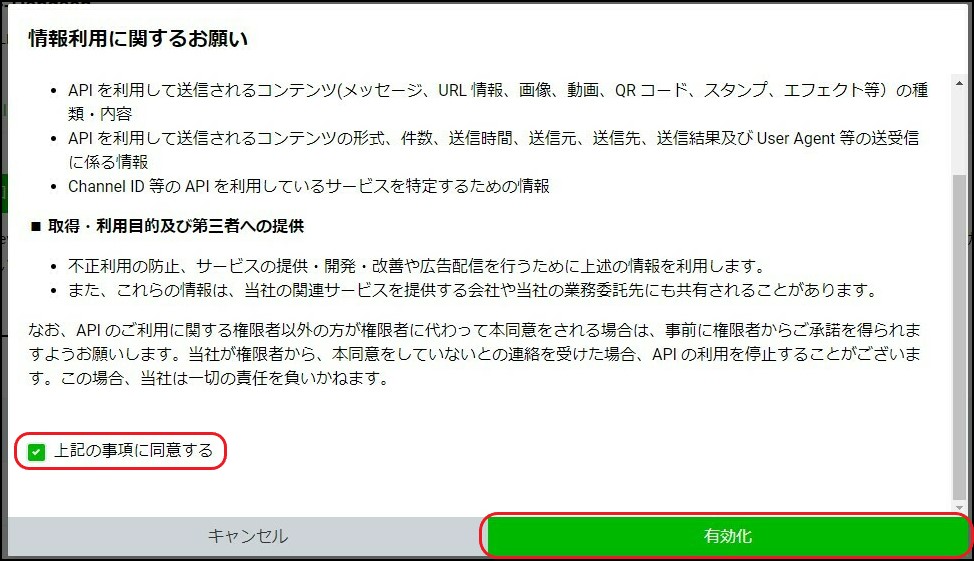 情報利用に関するお願い
• API を利用して送信されるコンテンツ(メッセージ、URL 情報、画像、動画、QR コード、スタンプ、エフェクト等）の種
類・内容
• API を利用して送信されるコンテンツの形式、件数、送信時間、送信元、送信先、送信結果及び User Agent 等の送受信
に係る情報
• Channel ID 等の API を利用しているサービスを特定するための情報
■ 取得・利用目的及び第三者への提供
• 不正利用の防止、サービスの提供・開発・改善や広告配信を行うために上述の情報を利用します。
• また、これらの情報は、当社の関連サービスを提供する会社や当社の業務委託先にも共有されることがあります。
なお、API のご利用に関する権限者以外の方が権限者に代わって本同意をされる場合は、事前に権限者からご承諾を得られま
すようお願いします。当社が権限者から、本同意をしていないとの連絡を受けた場合、API の利用を停止することがございま
す。この場合、当社は一切の責任を負いかねます。
上記の事項に同意する
キャンセル
有効化